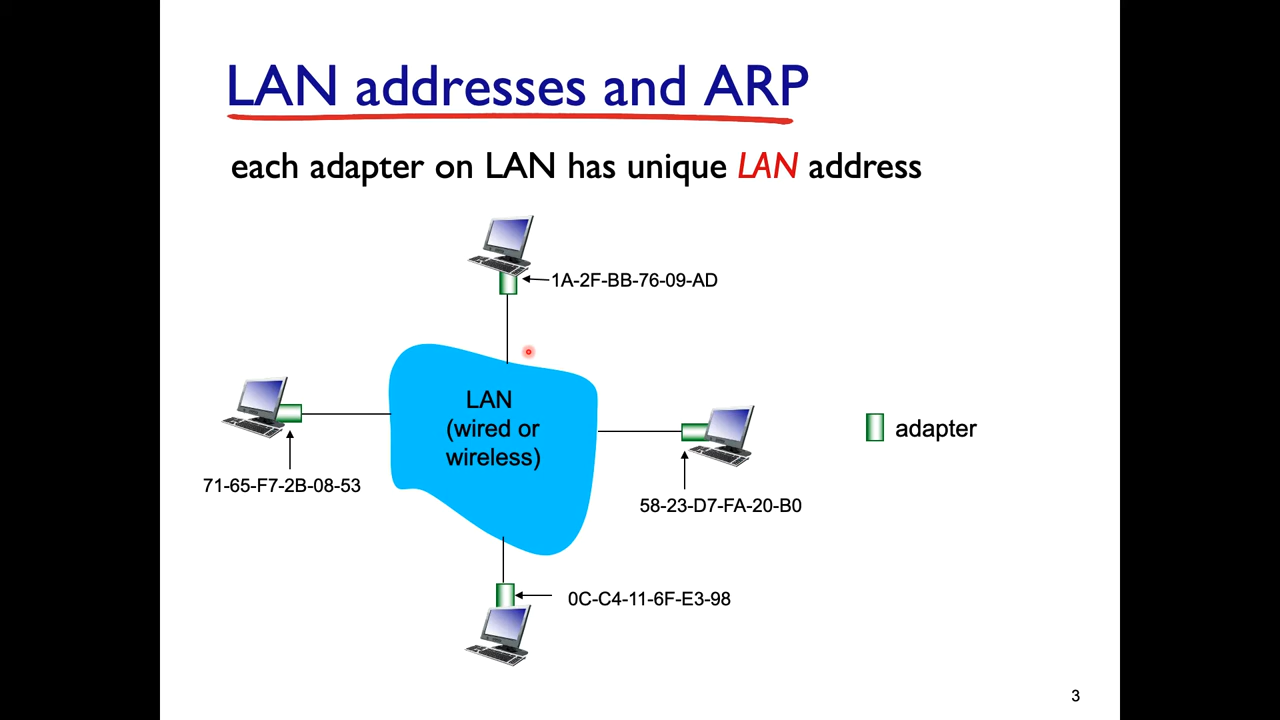 LAN addresses and ARP
each adapter on LAN has unique LAN address
1A-2F-BB-76-09-AD
LAN
(wired or
wireless)
adapter
71-65-F7-2B-08-53
58-23-D7-FA-20-B0
0C-C4-11-6F-E3-98
3